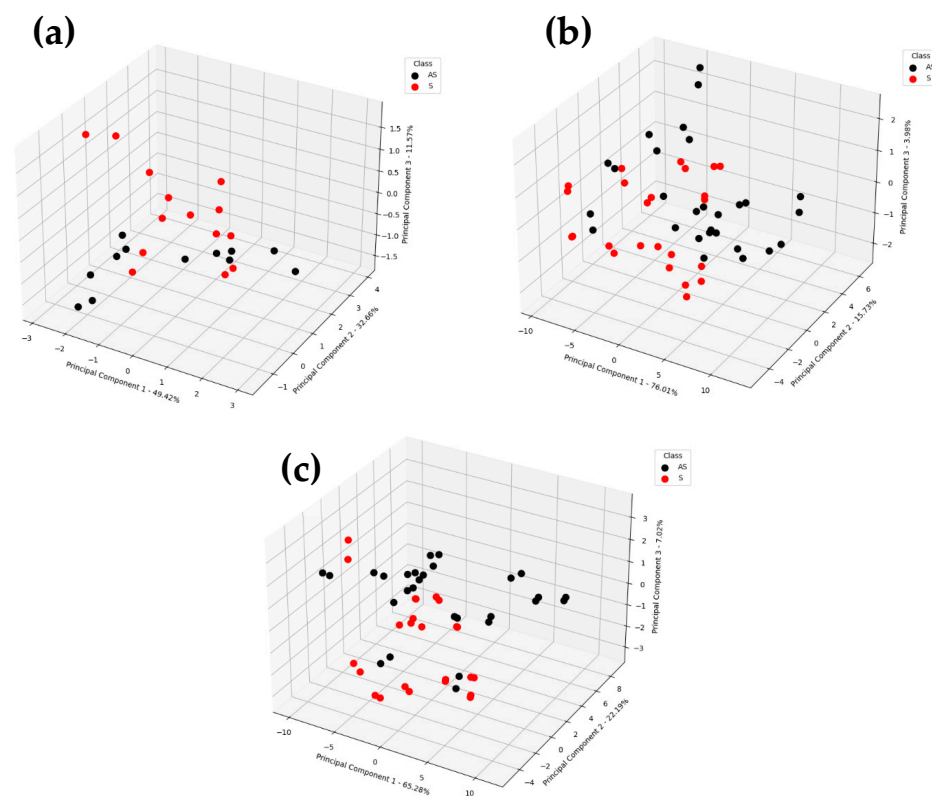 (a)
Class
AS
S
1.5
1.0
0.5
0.0
−0.5
−1.0
−1.5
Principal Component 3 - 11.57%
4
3
2
1
0
−1
Principal Component 2 - 32.66%
−3
−2
−1
0
1
2
3
Principal Component 1 - 49.42%
(b)
Class
AS
S
2
1
0
−1
−2
Principal Component 3 - 3.98%
6
4
2
0
−2
−4
Principal Component 2 - 15.73%
−10
−5
0
5
10
Principal Component 1 - 76.01%
(c)
Class
AS
S
3
2
1
0
−1
−2
−3
Principal Component 3 - 7.02%
8
6
4
2
0
−2
−4
Principal Component 2 - 22.19%
−10
−5
0
5
10
Principal Component 1 - 65.28%